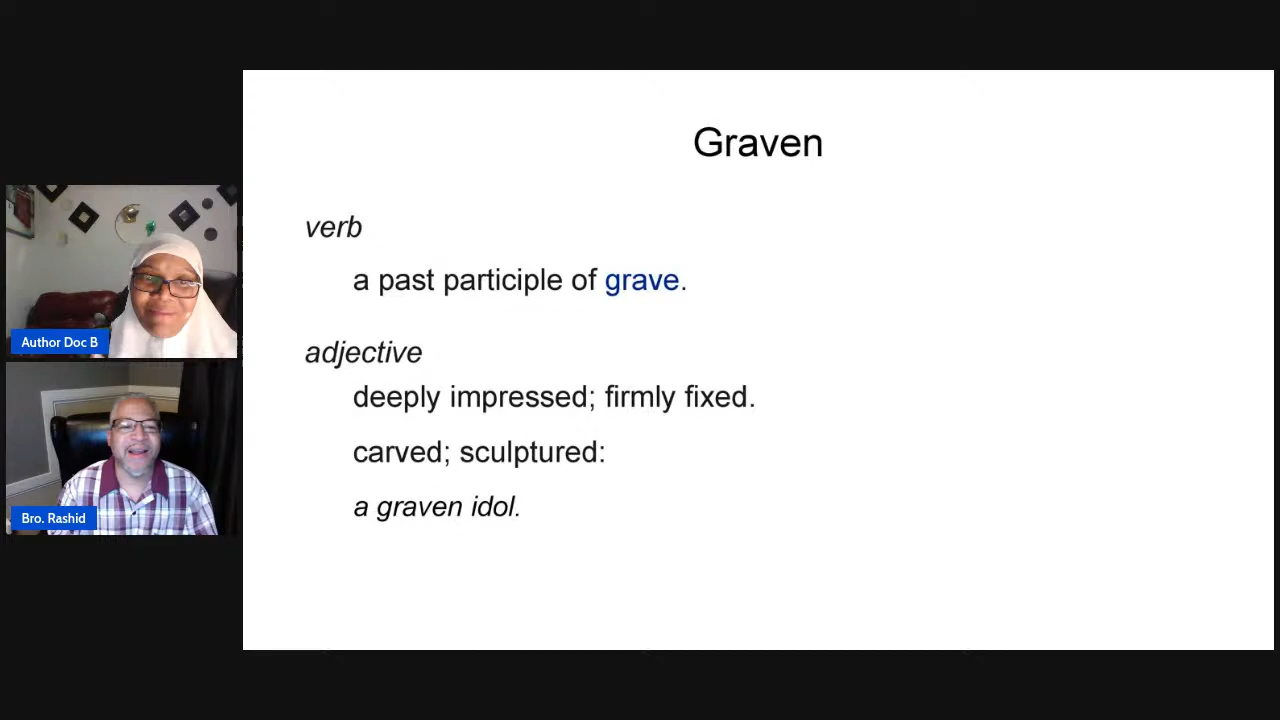 Graven
verb
a past participle of grave.
adjective
deeply impressed; firmly fixed.
carved; sculptured:
a graven idol.
Author Doc B
Bro. Rashid